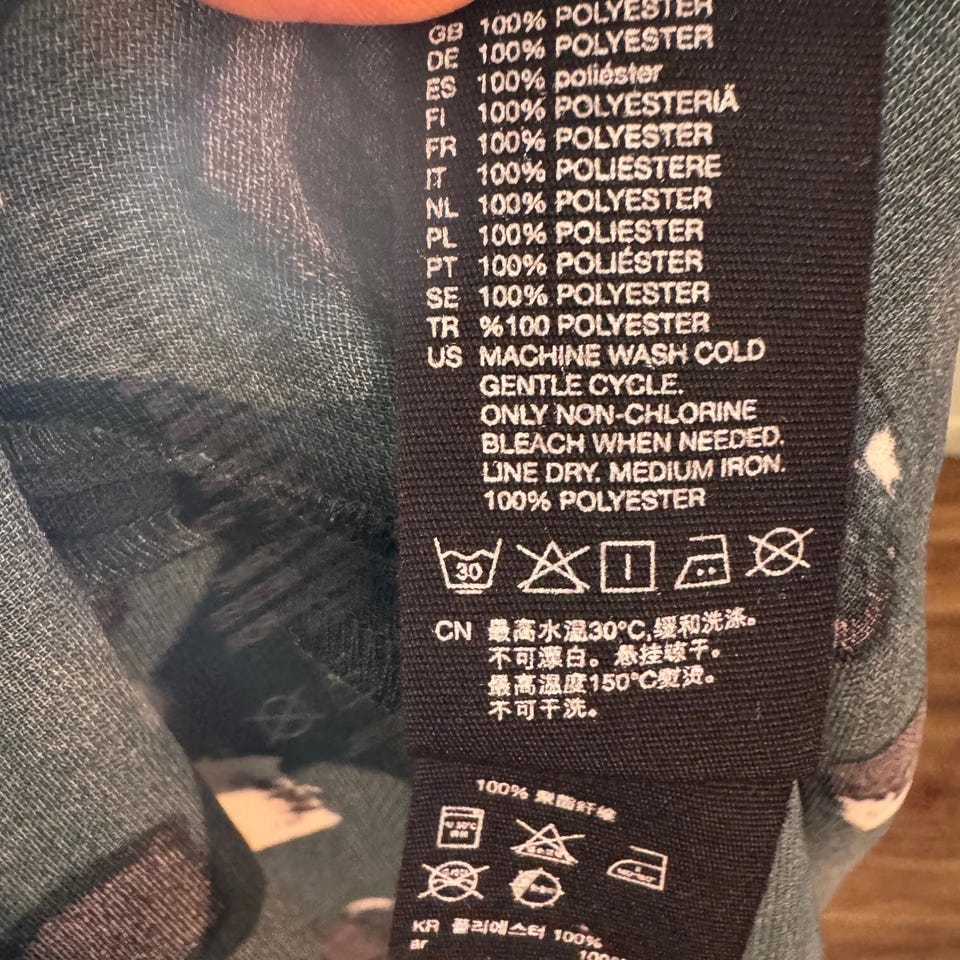 GB 100% POLYESTER
DE 100% POLYESTER
ES 100% poliéster
FI 100% POLYESTERIÄ
FR 100% POLYESTER
IT 100% POLIESTERE
NL 100% POLYESTER
PL 100% POLIESTER
PT 100% POLIÉSTER
SE 100% POLYESTER
TR %100 POLYESTER
US MACHINE WASH COLD
GENTLE CYCLE.
ONLY NON-CHLORINE
BLEACH WHEN NEEDED.
LINE DRY. MEDIUM IRON.
100% POLYESTER
30
CN 最高水温30°C,缓和洗涤。
不可漂白。悬挂晾干。
最高温度150°C熨烫。
不可干洗。
100% 聚酯纤维
KR 폴리에스터 100%
ar 100%